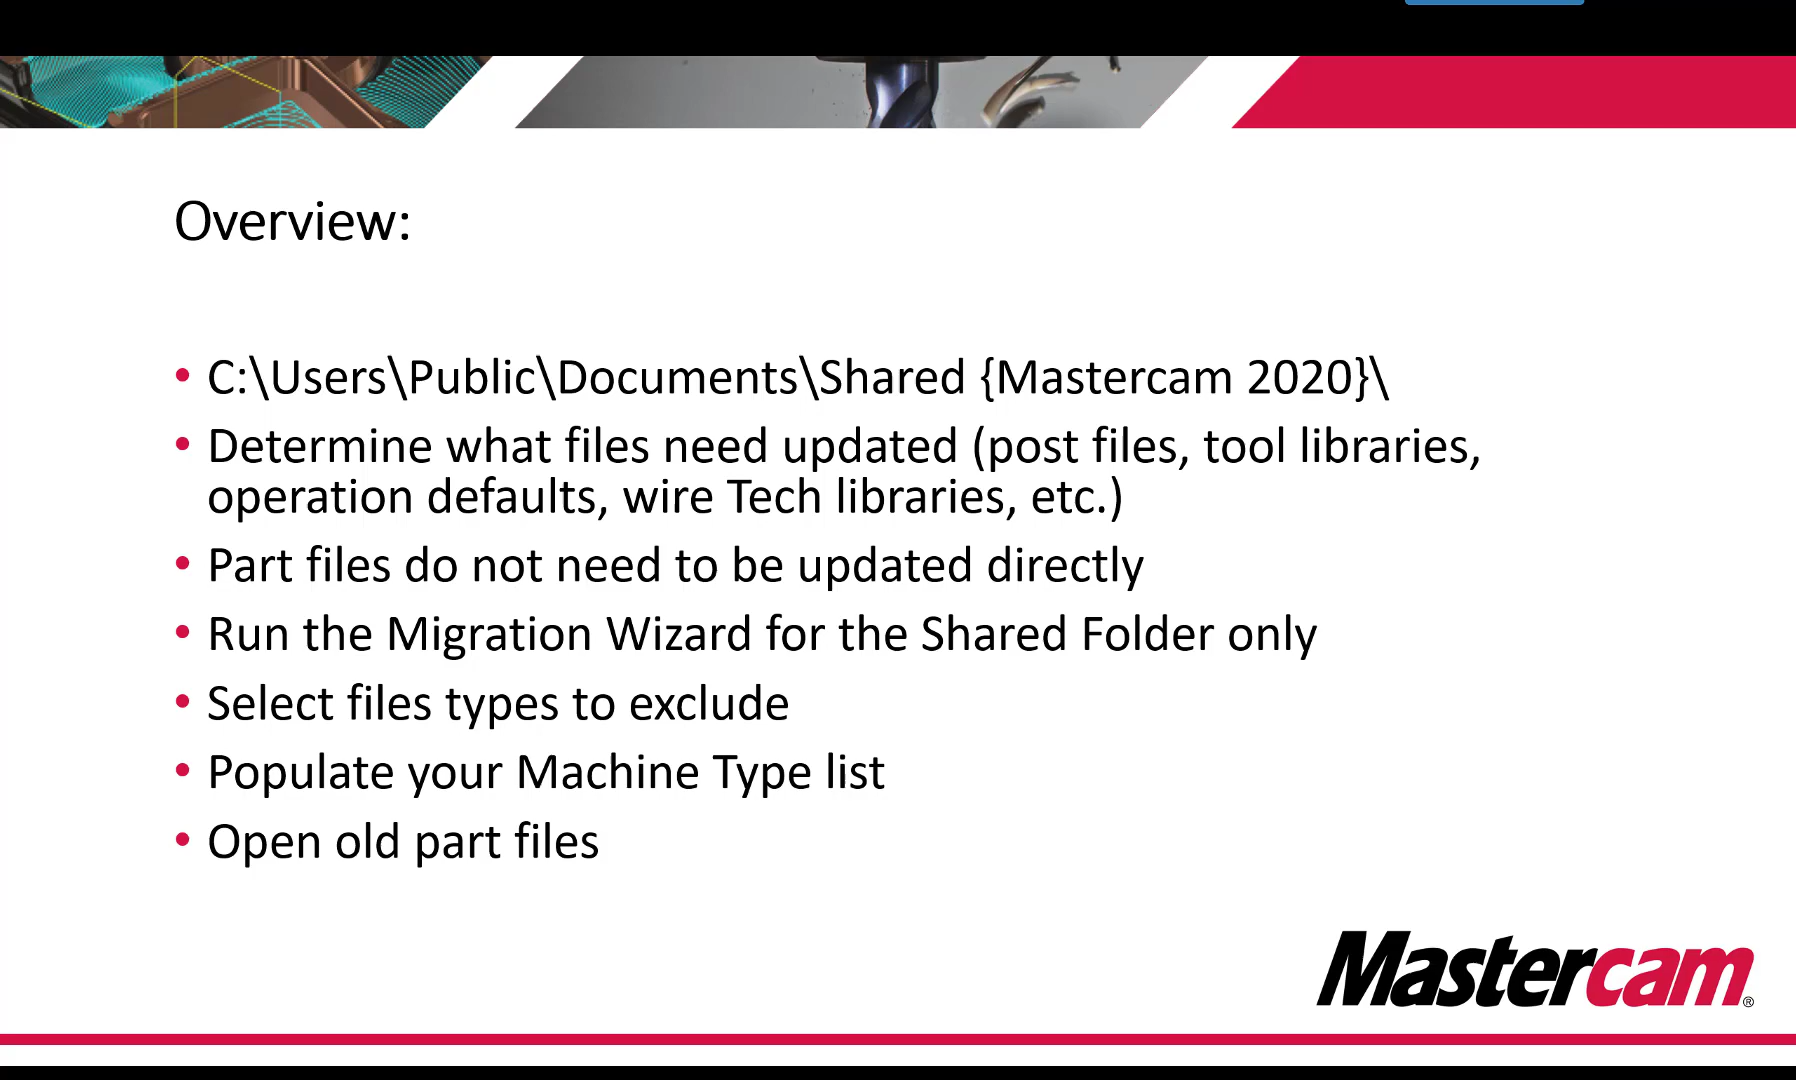 Overview:
• C:\Users\Public\Documents\Shared {Mastercam 2020}\
• Determine what files need updated (post files, tool libraries,
operation defaults, wire Tech libraries, etc.)
• Part files do not need to be updated directly
• Run the Migration Wizard for the Shared Folder only
• Select files types to exclude
• Populate your Machine Type list
• Open old part files
Mastercam®